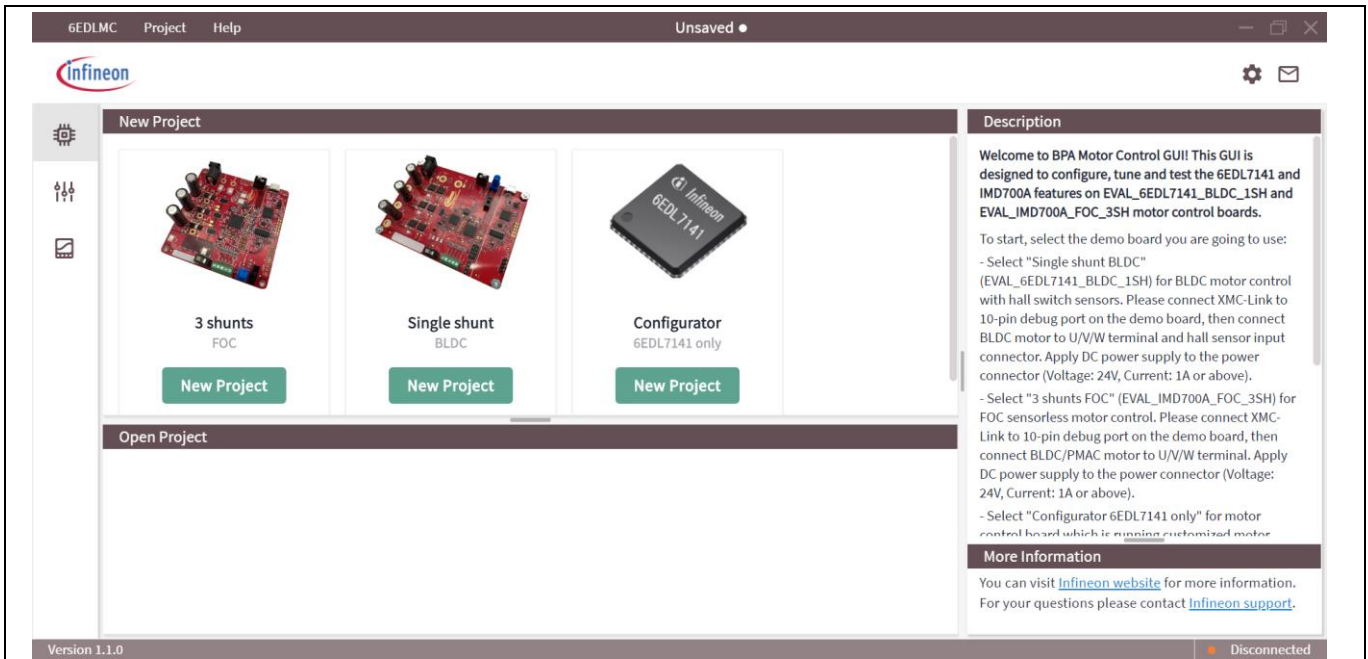 6EDLMC Project Help Unsaved
infineon
New Project
Infineon
6EDL7141
3 shunts
FOC
New Project
Single shunt
BLDC
New Project
Configurator
6EDL7141 only
New Project
Open Project
Description
Welcome to BPA Motor Control GUI! This GUI is
designed to configure, tune and test the 6EDL7141 and
IMD700A features on EVAL_6EDL7141_BLDC_1SH and
EVAL_IMD700A_FOC_3SH motor control boards.
To start, select the demo board you are going to use:
- Select "Single shunt BLDC"
(EVAL_6EDL7141_BLDC_1SH) for BLDC motor control
with hall switch sensors. Please connect XMC-Link to
10-pin debug port on the demo board, then connect
BLDC motor to U/V/W terminal and hall sensor input
connector. Apply DC power supply to the power
connector (Voltage: 24V, Current: 1A or above).
- Select "3 shunts FOC" (EVAL_IMD700A_FOC_3SH) for
FOC sensorless motor control. Please connect XMC-
Link to 10-pin debug port on the demo board, then
connect BLDC/PMAC motor to U/V/W terminal. Apply
DC power supply to the power connector (Voltage:
24V, Current: 1A or above).
- Select "Configurator 6EDL7141 only" for motor
control board which is running customized motor
More Information
You can visit Infineon website for more information.
For your questions please contact Infineon support.
Version 1.1.0
Disconnected